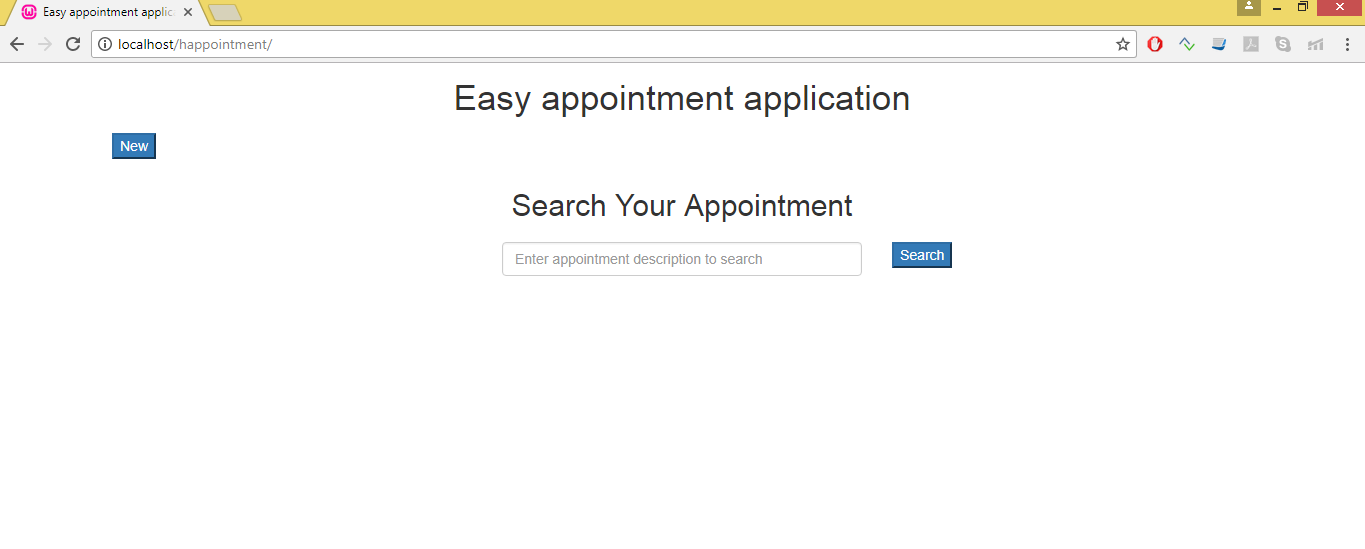 Easy appointment applic
localhost/happointment/
Easy appointment application
New
Search Your Appointment
Enter appointment description to search
Search